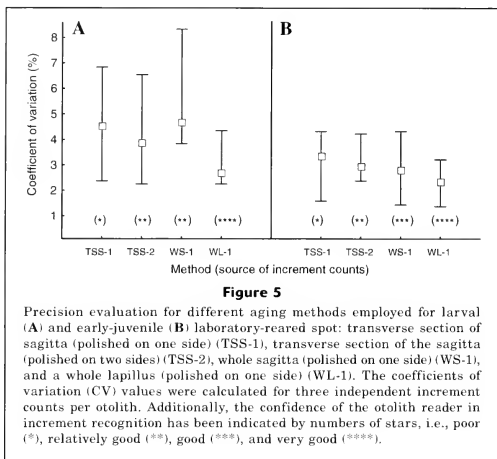 A
B
Coefficient of variation (%)
8
7
6
5
4
3
2
1
(*) (**) (**) (****) (*) (**) (***) (****)
TSS-1 TSS-2 WS-1 WL-1 TSS-1 TSS-2 WS-1 WL-1
Method (source of increment counts)
Figure 5
Precision evaluation for different aging methods employed for larval
(A) and early-juvenile (B) laboratory-reared spot: transverse section of
sagitta (polished on one side) (TSS-1), transverse section of the sagitta
(polished on two sides) (TSS-2), whole sagitta (polished on one side) (WS-1),
and a whole lapillus (polished on one side) (WL-1). The coefficients of
variation (CV) values were calculated for three independent increment
counts per otolith. Additionally, the confidence of the otolith reader in
increment recognition has been indicated by numbers of stars, i.e., poor
(*), relatively good (**), good (***), and very good (****).